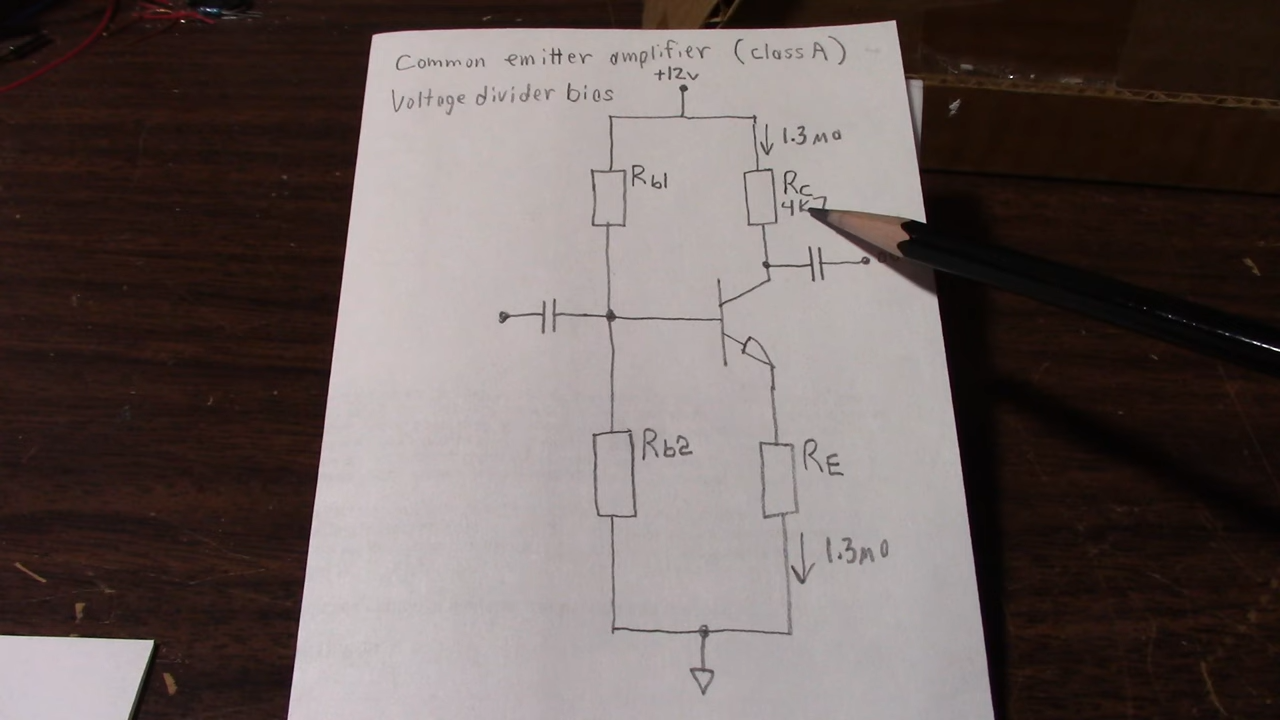 Common emitter amplifier (class A)
+12v
Voltage divider bias
1.3ma
Rb1
Rc
4K7
Rb2
RE
1.3ma